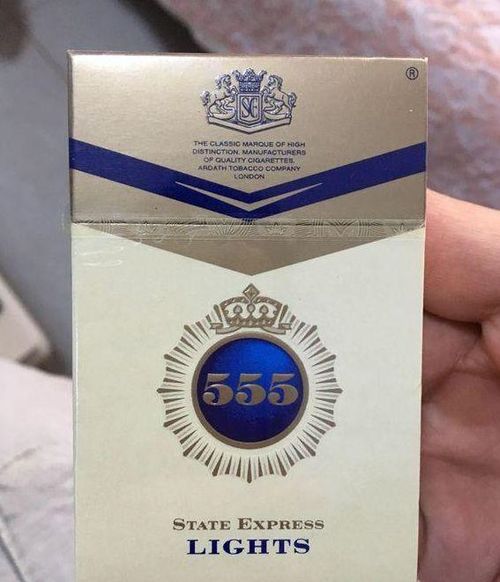 ®
THE CLASSIC MARQUE OF HIGH
DISTINCTION. MANUFACTURERS
OF QUALITY CIGARETTES.
ARDATH TOBACCO COMPANY
LONDON
555
STATE EXPRESS
LIGHTS